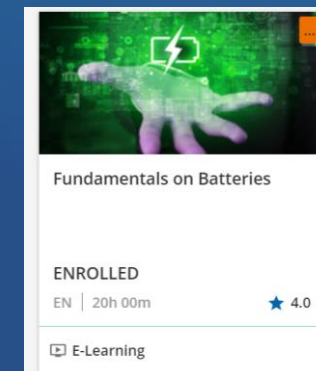 ...
Fundamentals on Batteries
ENROLLED
EN | 20h 00m ★ 4.0
E-Learning